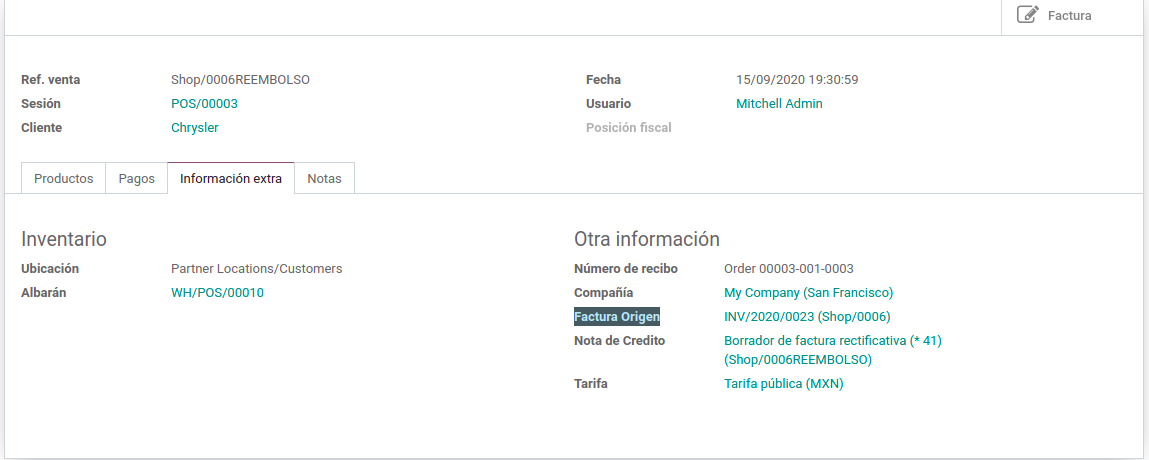 Factura
Ref. venta Shop/0006REEMBOLSO Fecha 15/09/2020 19:30:59
Sesión POS/00003 Usuario Mitchell Admin
Cliente Chrysler Posición fiscal
Productos Pagos Información extra Notas
Inventario Otra información
Ubicación Partner Locations/Customers Número de recibo Order 00003-001-0003
Albarán WH/POS/00010 Compañía My Company (San Francisco)
Factura Origen INV/2020/0023 (Shop/0006)
Nota de Credito Borrador de factura rectificativa (* 41)
(Shop/0006REEMBOLSO)
Tarifa Tarifa pública (MXN)